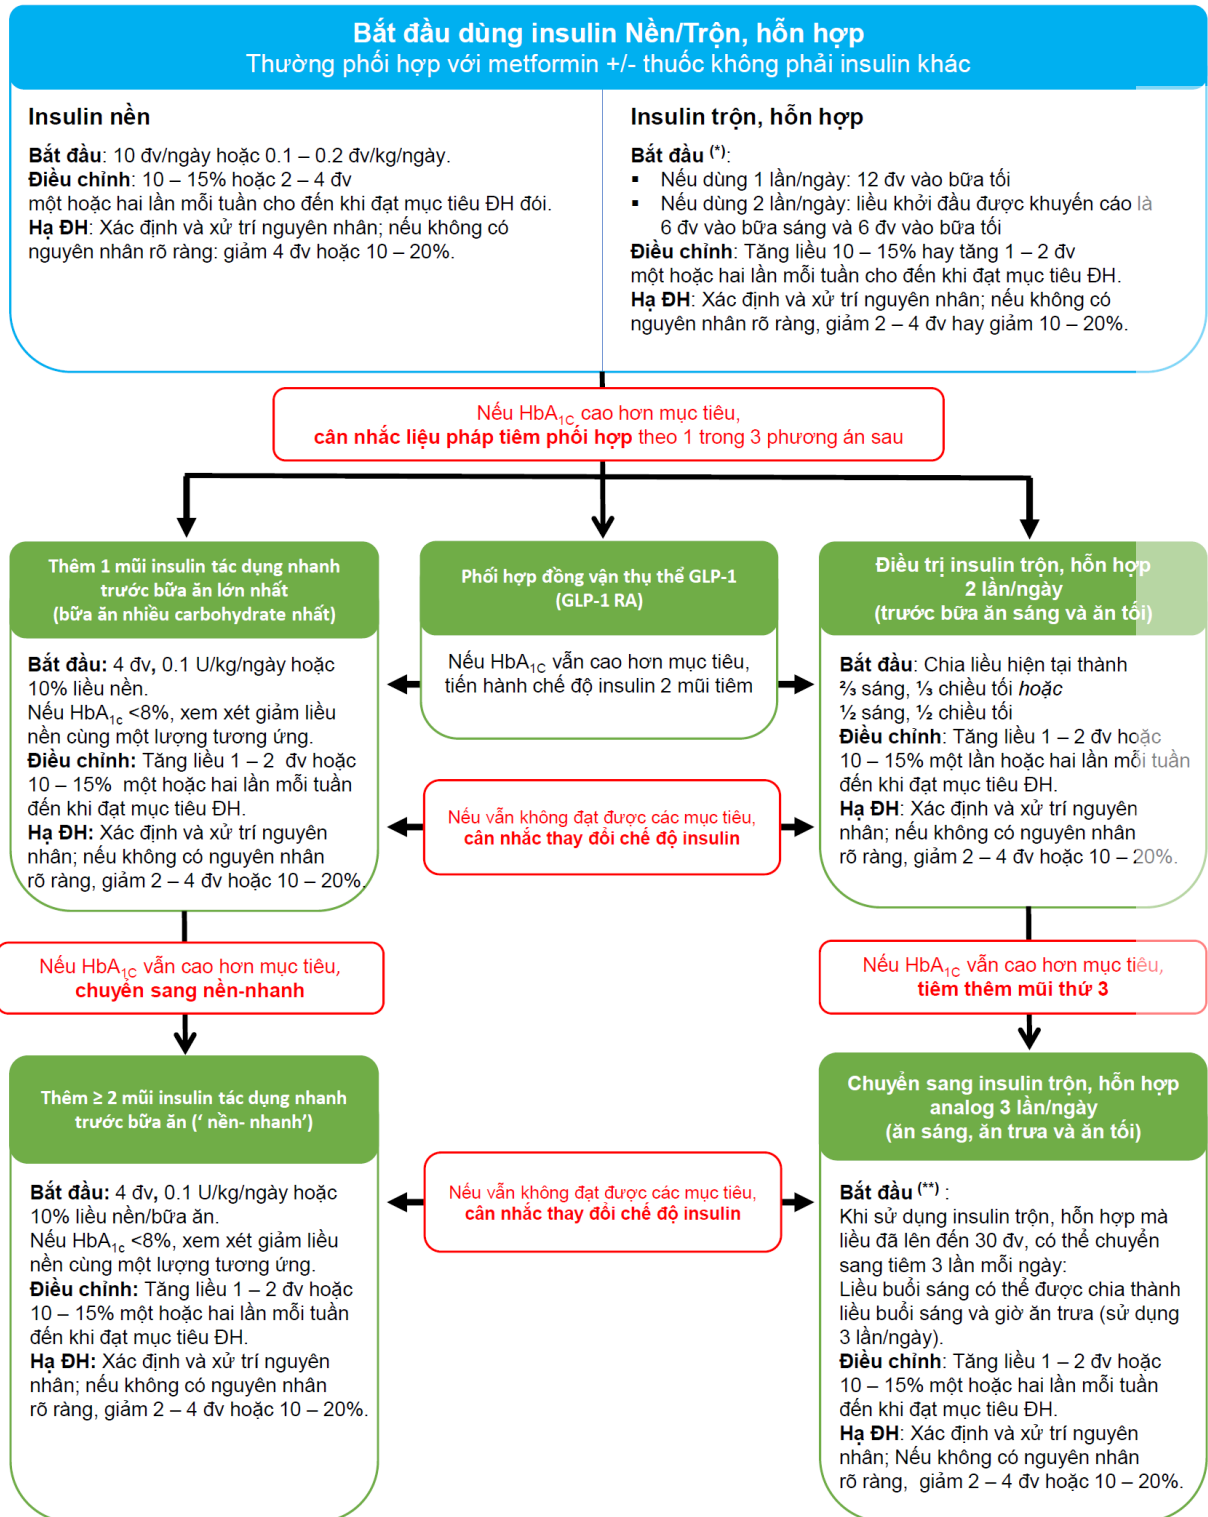 Bắt đầu dùng insulin Nền/Trộn, hỗn hợp
Thường phối hợp với metformin +/- thuốc không phải insulin khác
Insulin nền
Bắt đầu: 10 đv/ngày hoặc 0.1 – 0.2 đv/kg/ngày.
Điều chỉnh: 10 – 15% hoặc 2 – 4 đv
một hoặc hai lần mỗi tuần cho đến khi đạt mục tiêu ĐH đói.
Hạ ĐH: Xác định và xử trí nguyên nhân; nếu không có
nguyên nhân rõ ràng: giảm 4 đv hoặc 10 – 20%.
Insulin trộn, hỗn hợp
Bắt đầu (*):
▪ Nếu dùng 1 lần/ngày: 12 đv vào bữa tối
▪ Nếu dùng 2 lần/ngày: liều khởi đầu được khuyến cáo là
6 đv vào bữa sáng và 6 đv vào bữa tối
Điều chỉnh: Tăng liều 10 – 15% hay tăng 1 – 2 đv
một hoặc hai lần mỗi tuần cho đến khi đạt mục tiêu ĐH.
Hạ ĐH: Xác định và xử trí nguyên nhân; nếu không có
nguyên nhân rõ ràng, giảm 2 – 4 đv hay giảm 10 – 20%.
Nếu HbA1C cao hơn mục tiêu,
cân nhắc liệu pháp tiêm phối hợp theo 1 trong 3 phương án sau
Thêm 1 mũi insulin tác dụng nhanh
trước bữa ăn lớn nhất
(bữa ăn nhiều carbohydrate nhất)
Bắt đầu: 4 đv, 0.1 U/kg/ngày hoặc
10% liều nền.
Nếu HbA1c <8%, xem xét giảm liều
nền cùng một lượng tương ứng.
Điều chỉnh: Tăng liều 1 – 2 đv hoặc
10 – 15% một hoặc hai lần mỗi tuần
đến khi đạt mục tiêu ĐH.
Hạ ĐH: Xác định và xử trí nguyên
nhân; nếu không có nguyên nhân
rõ ràng, giảm 2 – 4 đv hoặc 10 – 20%.
Phối hợp đồng vận thụ thể GLP-1
(GLP-1 RA)
Nếu HbA1C vẫn cao hơn mục tiêu,
tiến hành chế độ insulin 2 mũi tiêm
Điều trị insulin trộn, hỗn hợp
2 lần/ngày
(trước bữa ăn sáng và ăn tối)
Bắt đầu: Chia liều hiện tại thành
⅔ sáng, ⅓ chiều tối hoặc
½ sáng, ½ chiều tối
Điều chỉnh: Tăng liều 1 – 2 đv hoặc
10 – 15% một lần hoặc hai lần mỗi tuần
đến khi đạt mục tiêu ĐH.
Hạ ĐH: Xác định và xử trí nguyên
nhân; nếu không có nguyên nhân
rõ ràng, giảm 2 – 4 đv hoặc 10 – 20%.
Nếu vẫn không đạt được các mục tiêu,
cân nhắc thay đổi chế độ insulin
Nếu HbA1C vẫn cao hơn mục tiêu,
chuyển sang nền-nhanh
Nếu HbA1C vẫn cao hơn mục tiêu,
tiêm thêm mũi thứ 3
Thêm ≥ 2 mũi insulin tác dụng nhanh
trước bữa ăn (‘ nền- nhanh’)
Bắt đầu: 4 đv, 0.1 U/kg/ngày hoặc
10% liều nền/bữa ăn.
Nếu HbA1c <8%, xem xét giảm liều
nền cùng một lượng tương ứng.
Điều chỉnh: Tăng liều 1 – 2 đv hoặc
10 – 15% một hoặc hai lần mỗi tuần
đến khi đạt mục tiêu ĐH.
Hạ ĐH: Xác định và xử trí nguyên
nhân; nếu không có nguyên nhân
rõ ràng, giảm 2 – 4 đv hoặc 10 – 20%.
Nếu vẫn không đạt được các mục tiêu,
cân nhắc thay đổi chế độ insulin
Chuyển sang insulin trộn, hỗn hợp
analog 3 lần/ngày
(ăn sáng, ăn trưa và ăn tối)
Bắt đầu (**) :
Khi sử dụng insulin trộn, hỗn hợp mà
liều đã lên đến 30 đv, có thể chuyển
sang tiêm 3 lần mỗi ngày:
Liều buổi sáng có thể được chia thành
liều buổi sáng và giờ ăn trưa (sử dụng
3 lần/ngày).
Điều chỉnh: Tăng liều 1 – 2 đv hoặc
10 – 15% một hoặc hai lần mỗi tuần
đến khi đạt mục tiêu ĐH.
Hạ ĐH: Xác định và xử trí nguyên
nhân; Nếu không có nguyên nhân
rõ ràng, giảm 2 – 4 đv hoặc 10 – 20%.